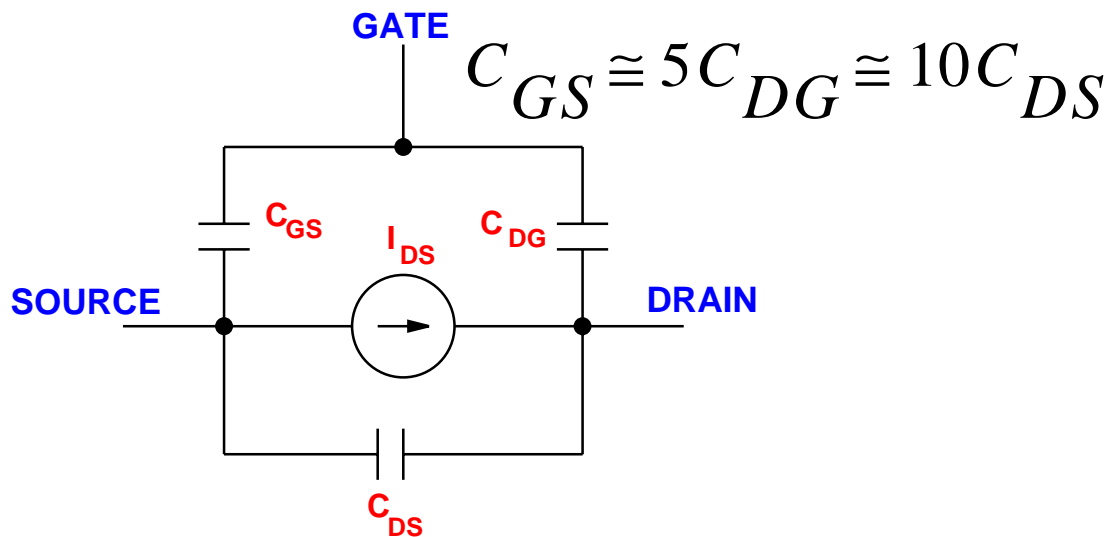 GATE
C_GS ≅ 5C_DG ≅ 10C_DS
C_GS
I_DS
C_DG
SOURCE
DRAIN
C_DS